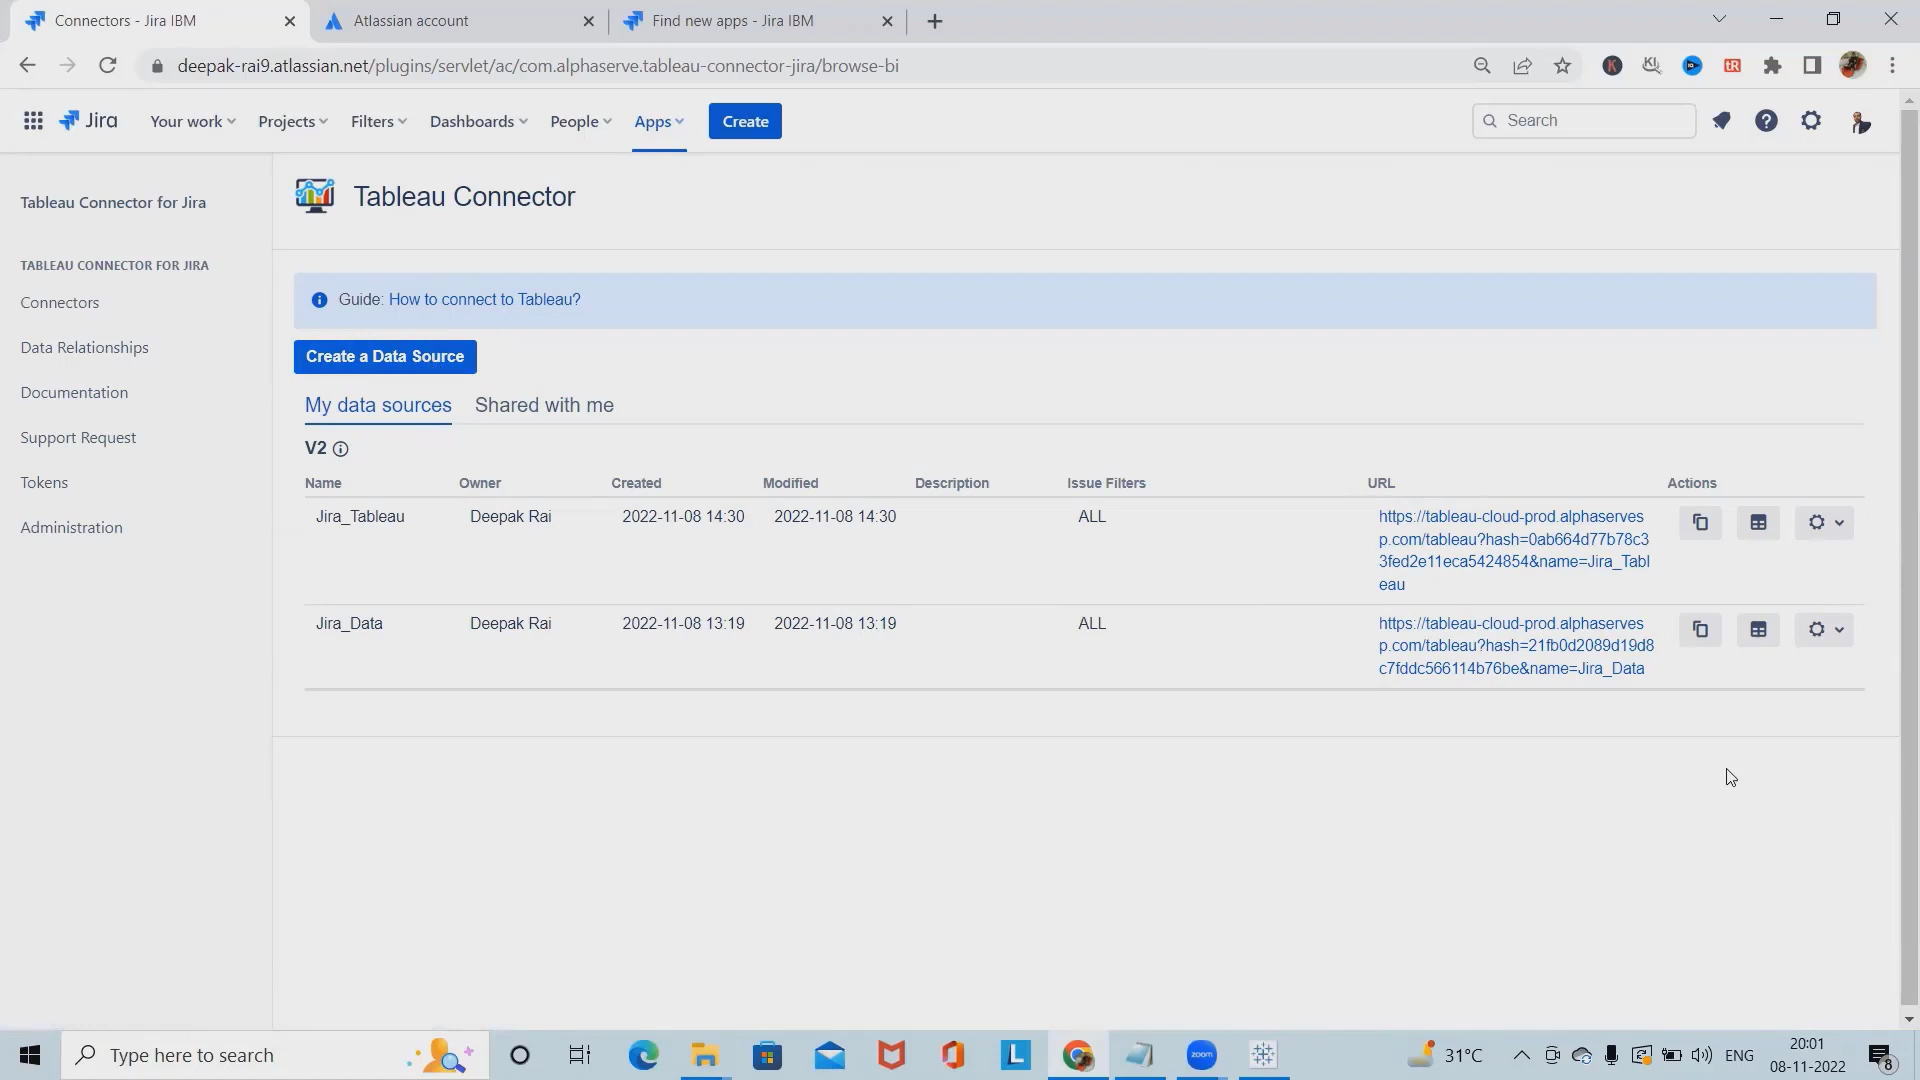 Connectors - Jira IBM
Atlassian account
Find new apps - Jira IBM
deepak-rai9.atlassian.net/plugins/servlet/ac/com.alphaserve.tableau-connector-jira/browse-bi
K
KL
tR
Jira
Your work
Projects
Filters
Dashboards
People
Apps
Create
Search
Tableau Connector for Jira
TABLEAU CONNECTOR FOR JIRA
Connectors
Data Relationships
Documentation
Support Request
Tokens
Administration
Tableau Connector
Guide: How to connect to Tableau?
Create a Data Source
My data sources Shared with me
V2
Name Owner Created Modified Description Issue Filters URL Actions
Jira_Tableau Deepak Rai 2022-11-08 14:30 2022-11-08 14:30 ALL https://tableau-cloud-prod.alphaserves
p.com/tableau?hash=0ab664d77b78c3
3fed2e11eca5424854&name=Jira_Tabl
eau
Jira_Data Deepak Rai 2022-11-08 13:19 2022-11-08 13:19 ALL https://tableau-cloud-prod.alphaserves
p.com/tableau?hash=21fb0d2089d19d8
c7fddc566114b76be&name=Jira_Data
Type here to search
L
zoom
31°C
ENG
20:01
08-11-2022
8